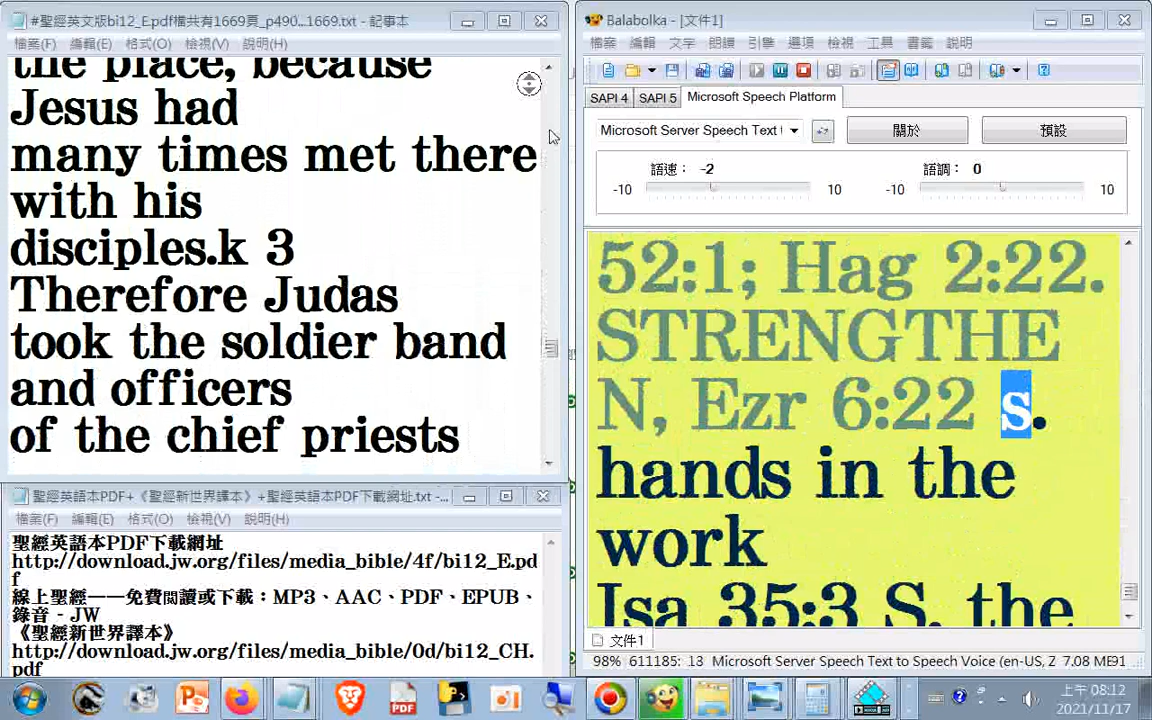 #聖經英文版bi12_E.pdf檔共有1669頁_p490...1669.txt - 記事本
檔案(F) 編輯(E) 格式(O) 檢視(V) 說明(H)
the place, because
Jesus had
many times met there
with his
disciples.k 3
Therefore Judas
took the soldier band
and officers
of the chief priests
聖經英語本PDF+《聖經新世界譯本》+聖經英語本PDF下載網址.txt -...
檔案(F) 編輯(E) 格式(O) 檢視(V) 說明(H)
聖經英語本PDF下載網址
http://download.jw.org/files/media_bible/4f/bi12_E.pd
f
線上聖經——免費閱讀或下載：MP3、AAC、PDF、EPUB、
錄音 - JW
《聖經新世界譯本》
http://download.jw.org/files/media_bible/0d/bi12_CH.
pdf
Balabolka - [文件1]
檔案 編輯 文字 朗讀 引擎 選項 檢視 工具 書籤 說明
SAPI 4 SAPI 5 Microsoft Speech Platform
Microsoft Server Speech Text 關於 預設
語速： -2 語調： 0
-10 10 -10 10
52:1; Hag 2:22.
STRENGTHE
N, Ezr 6:22 s.
hands in the
work
Isa 35:3 S. the
文件1
98% 611185: 13 Microsoft Server Speech Text to Speech Voice (en-US, Z 7.08 ME91
上午 08:12
2021/11/17